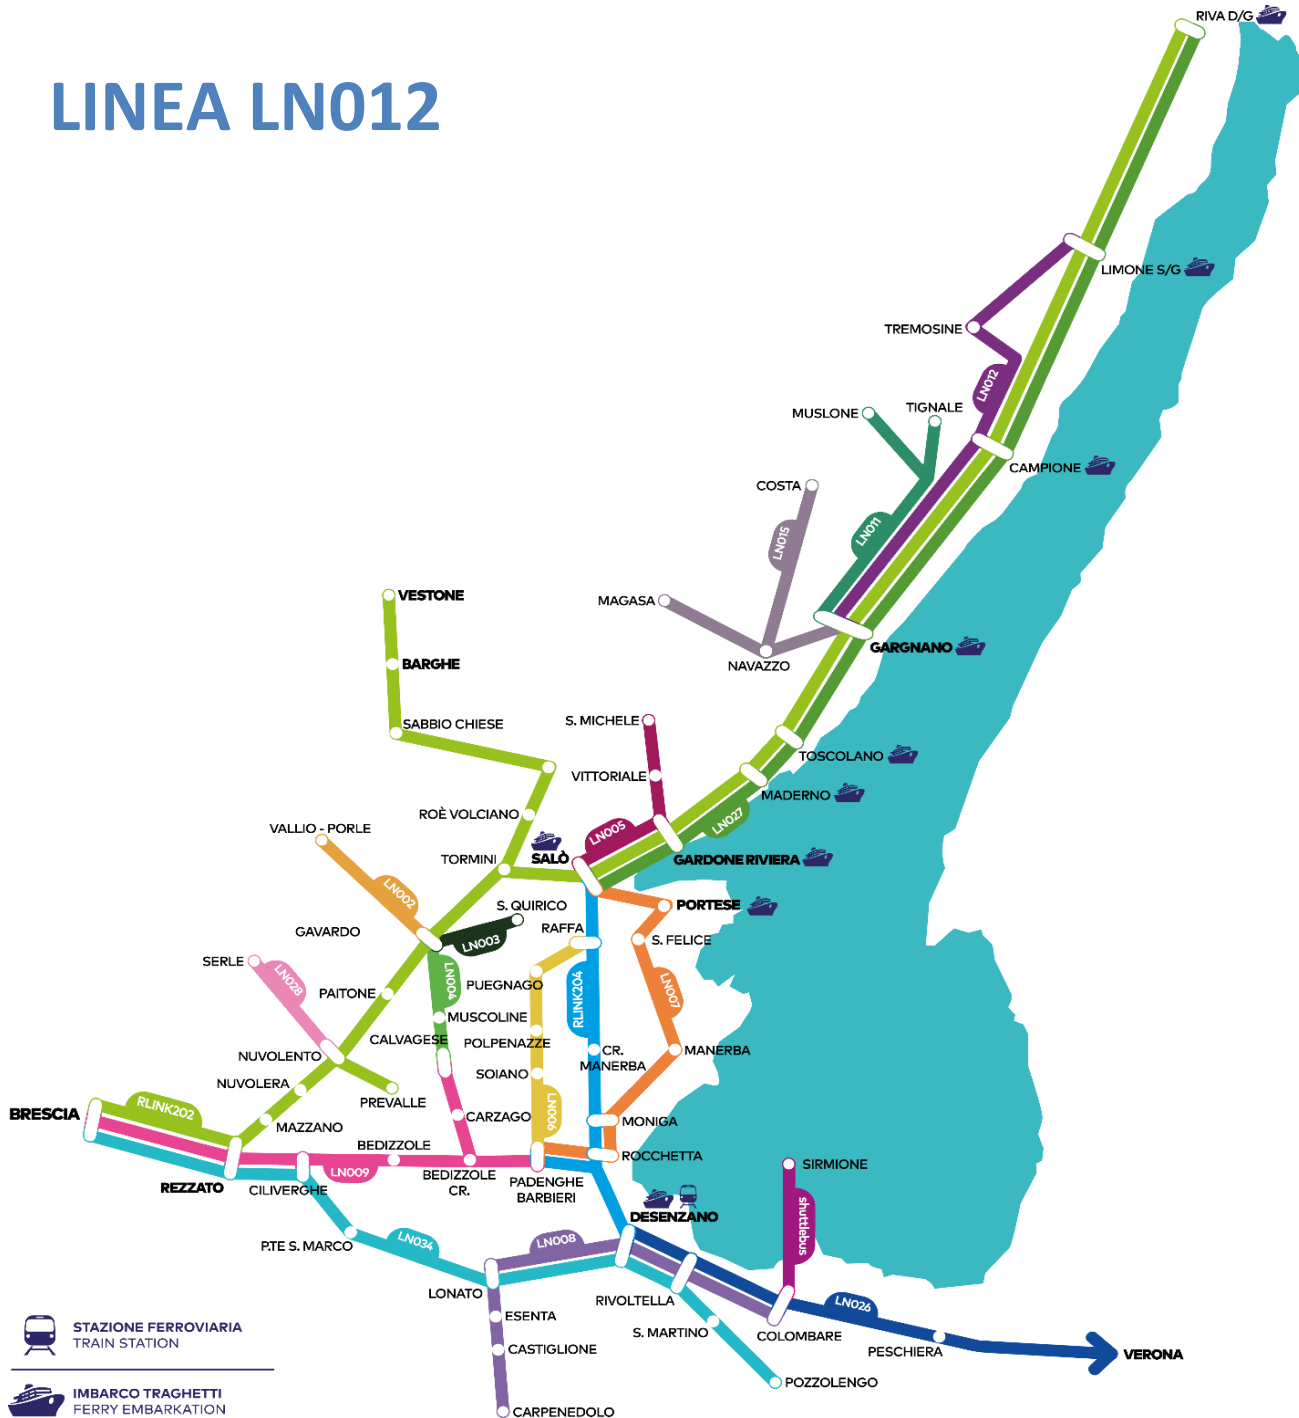 RIVA D/G
LINEA LN012
LIMONE S/G
TREMOSINE
LN012
MUSLONE
TIGNALE
CAMPIONE
COSTA
LN011
LN015
VESTONE
MAGASA
GARGNANO
BARGHE
NAVAZZO
S. MICHELE
SABBIO CHIESE
TOSCOLANO
VITTORIALE
MADERNO
ROÈ VOLCIANO
LN027
VALLIO - PORLE
LN005
TORMINI
SALÒ
GARDONE RIVIERA
LN002
S. QUIRICO
PORTESE
GAVARDO
RAFFA
LN003
S. FELICE
SERLE
LN028
LN004
PUEGNAGO
RLINK204
LN007
PAITONE
MUSCOLINE
CALVAGESE
POLPENAZZE
CR.
MANERBA
MANERBA
NUVOLENTO
SOIANO
NUVOLERA
PREVALLE
LN006
BRESCIA
RLINK202
MAZZANO
CARZAGO
MONIGA
BEDIZZOLE
ROCCHETTA
SIRMIONE
REZZATO
CILIVERGHE
LN009
BEDIZZOLE
CR.
PADENGHE
BARBIERI
DESENZANO
shuttlebus
P.TE S. MARCO
LN034
LN008
LONATO
RIVOLTELLA
LN026
ESENTA
S. MARTINO
COLOMBARE
STAZIONE FERROVIARIA
TRAIN STATION
CASTIGLIONE
PESCHIERA
VERONA
POZZOLENGO
IMBARCO TRAGHETTI
FERRY EMBARKATION
CARPENEDOLO